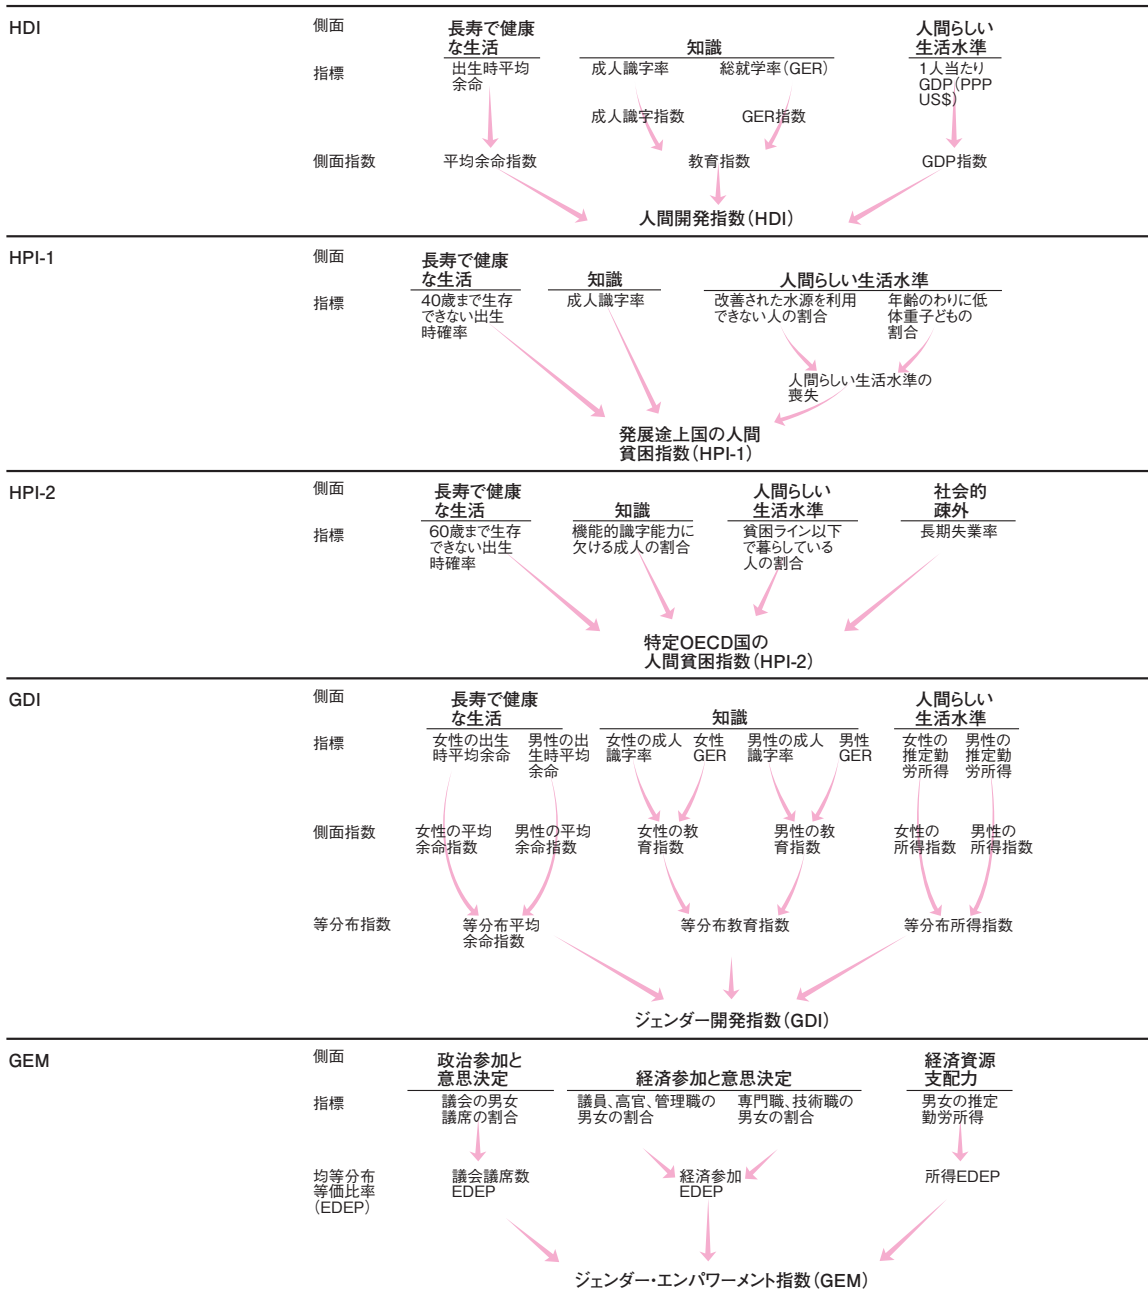 HDI
側面
長寿で健康
な生活
知識
人間らしい
生活水準
指標
出生時平均
余命
成人識字率
総就学率（GER）
1人当たり
GDP（PPP
US$）
成人識字指数
GER指数
側面指数
平均余命指数
教育指数
GDP指数
人間開発指数（HDI）
HPI-1
側面
長寿で健康
な生活
知識
人間らしい生活水準
指標
40歳まで生存
できない出生
時確率
成人識字率
改善された水源を利用
できない人の割合
年齢のわりに低
体重子どもの
割合
人間らしい生活水準の
喪失
発展途上国の人間
貧困指数（HPI-1）
HPI-2
側面
長寿で健康
な生活
知識
人間らしい
生活水準
社会的
疎外
指標
60歳まで生存
できない出生
時確率
機能的識字能力に
欠ける成人の割合
貧困ライン以下
で暮らしている
人の割合
長期失業率
特定OECD国の
人間貧困指数（HPI-2）
GDI
側面
長寿で健康
な生活
知識
人間らしい
生活水準
指標
女性の出生
時平均余命
男性の出
生時平均
余命
女性の成人
識字率
女性
GER
男性の成人
識字率
男性
GER
女性の
推定勤
労所得
男性の
推定勤
労所得
側面指数
女性の平均
余命指数
男性の平均
余命指数
女性の教
育指数
男性の教
育指数
女性の
所得指数
男性の
所得指数
等分布指数
等分布平均
余命指数
等分布教育指数
等分布所得指数
ジェンダー開発指数（GDI）
GEM
側面
政治参加と
意思決定
経済参加と意思決定
経済資源
支配力
指標
議会の男女
議席の割合
議員、高官、管理職の
男女の割合
専門職、技術職の
男女の割合
男女の推定
勤労所得
均等分布
等価比率
（EDEP）
議会議席数
EDEP
経済参加
EDEP
所得EDEP
ジェンダー・エンパワーメント指数（GEM）